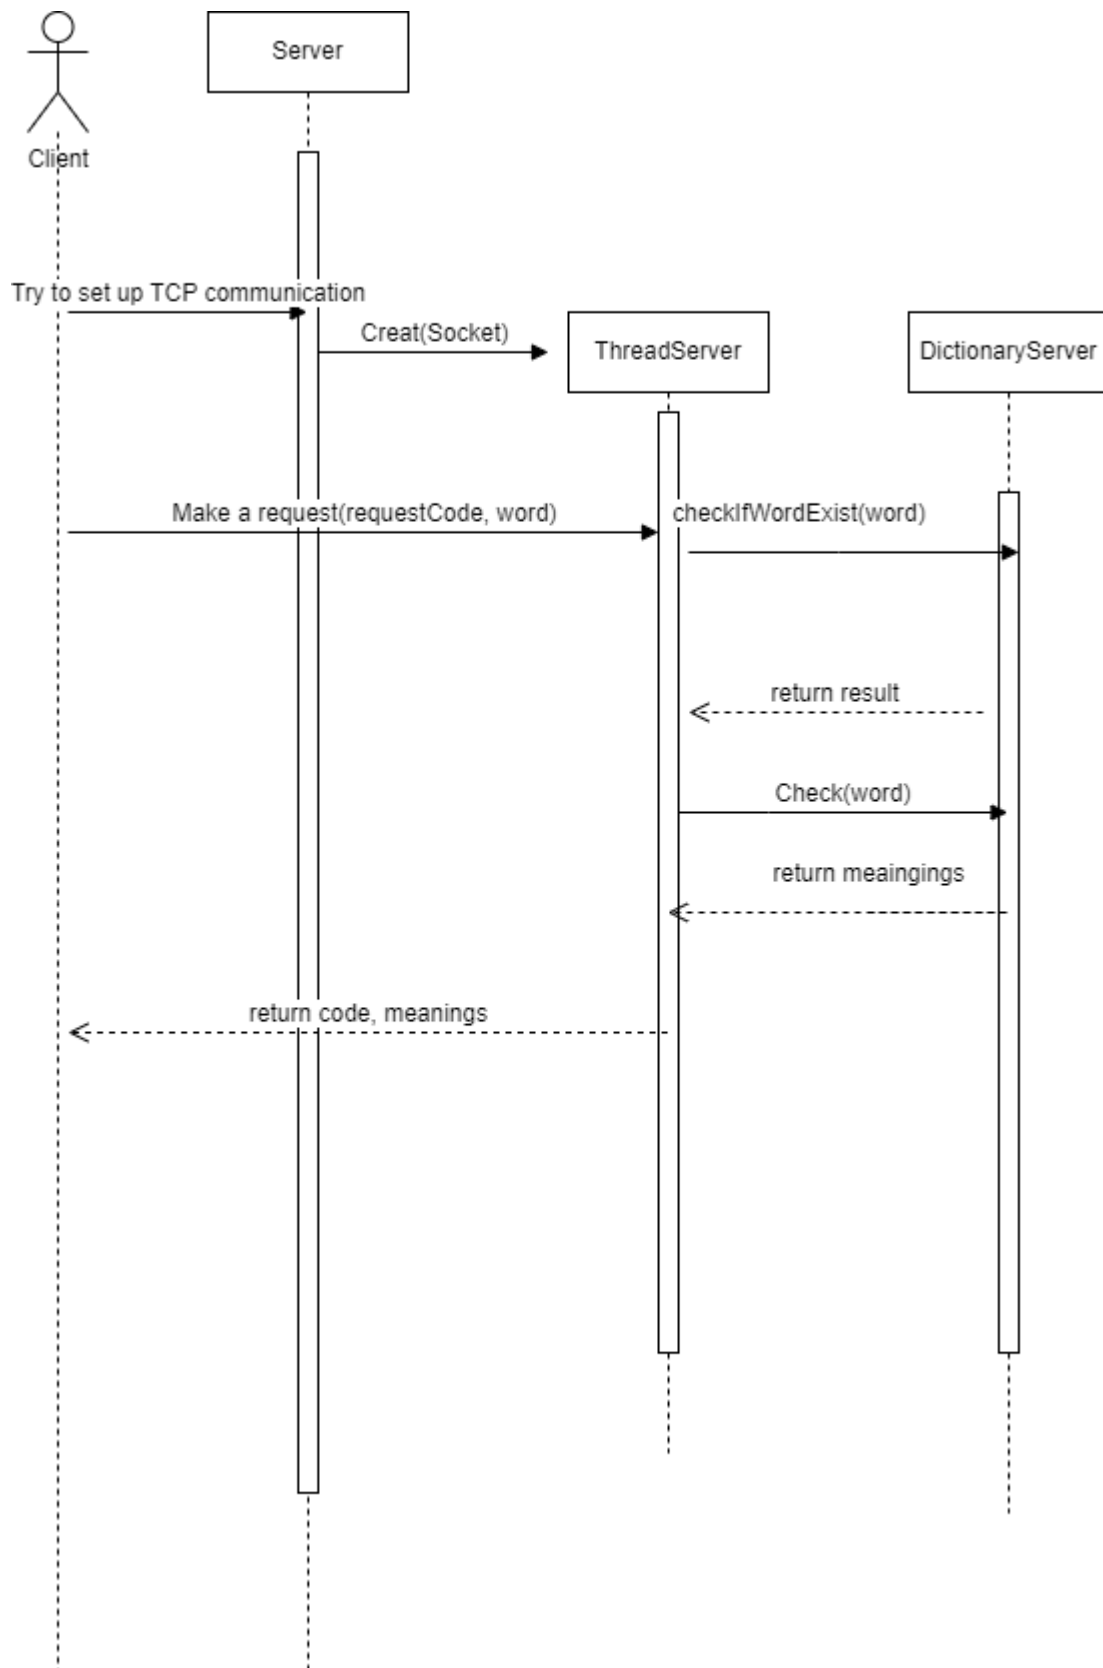 Server
Client
Try to set up TCP communication
Creat(Socket)
ThreadServer
DictionaryServer
Make a request(requestCode, word)
checkIfWordExist(word)
return result
Check(word)
return meaingings
return code, meanings